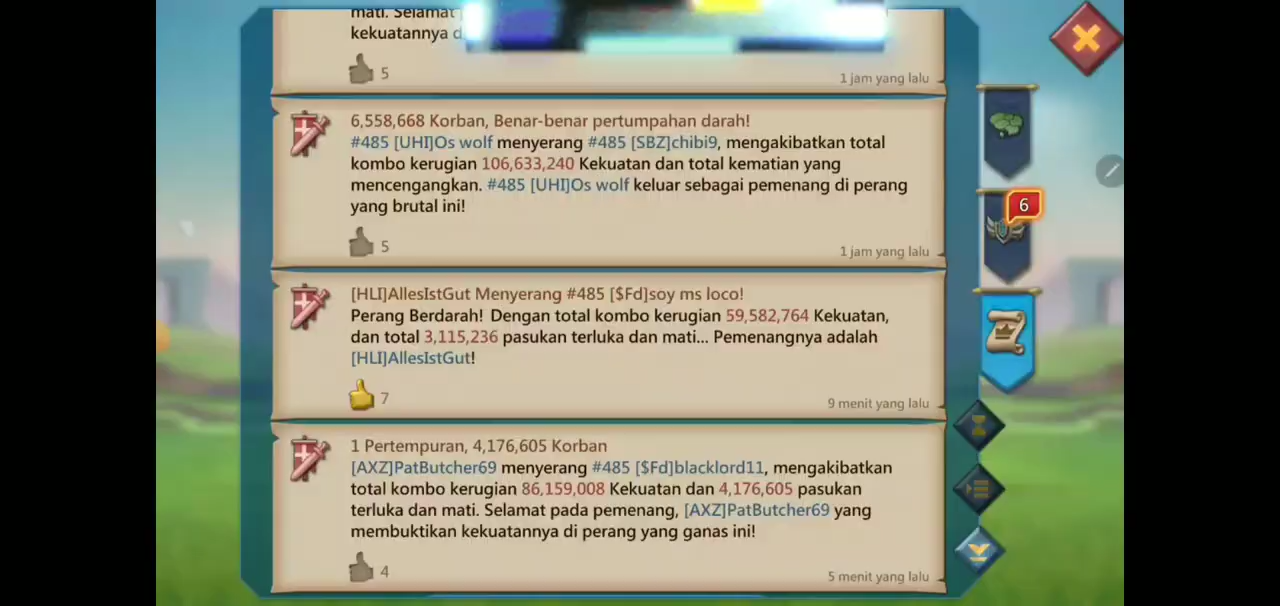 mati. Selamat
kekuatannya d
5
1 jam yang lalu
6,558,668 Korban, Benar-benar pertumpahan darah!
#485 [UHI]Os wolf menyerang #485 [SBZ]chibi9, mengakibatkan total
kombo kerugian 106,633,240 Kekuatan dan total kematian yang
mencengangkan. #485 [UHI]Os wolf keluar sebagai pemenang di perang
yang brutal ini!
5
1 jam yang lalu
6
[HLI]AllesIstGut Menyerang #485 [$Fd]soy ms loco!
Perang Berdarah! Dengan total kombo kerugian 59,582,764 Kekuatan,
dan total 3,115,236 pasukan terluka dan mati... Pemenangnya adalah
[HLI]AllesIstGut!
7
9 menit yang lalu
1 Pertempuran, 4,176,605 Korban
[AXZ]PatButcher69 menyerang #485 [$Fd]blacklord11, mengakibatkan
total kombo kerugian 86,159,008 Kekuatan dan 4,176,605 pasukan
terluka dan mati. Selamat pada pemenang, [AXZ]PatButcher69 yang
membuktikan kekuatannya di perang yang ganas ini!
4
5 menit yang lalu